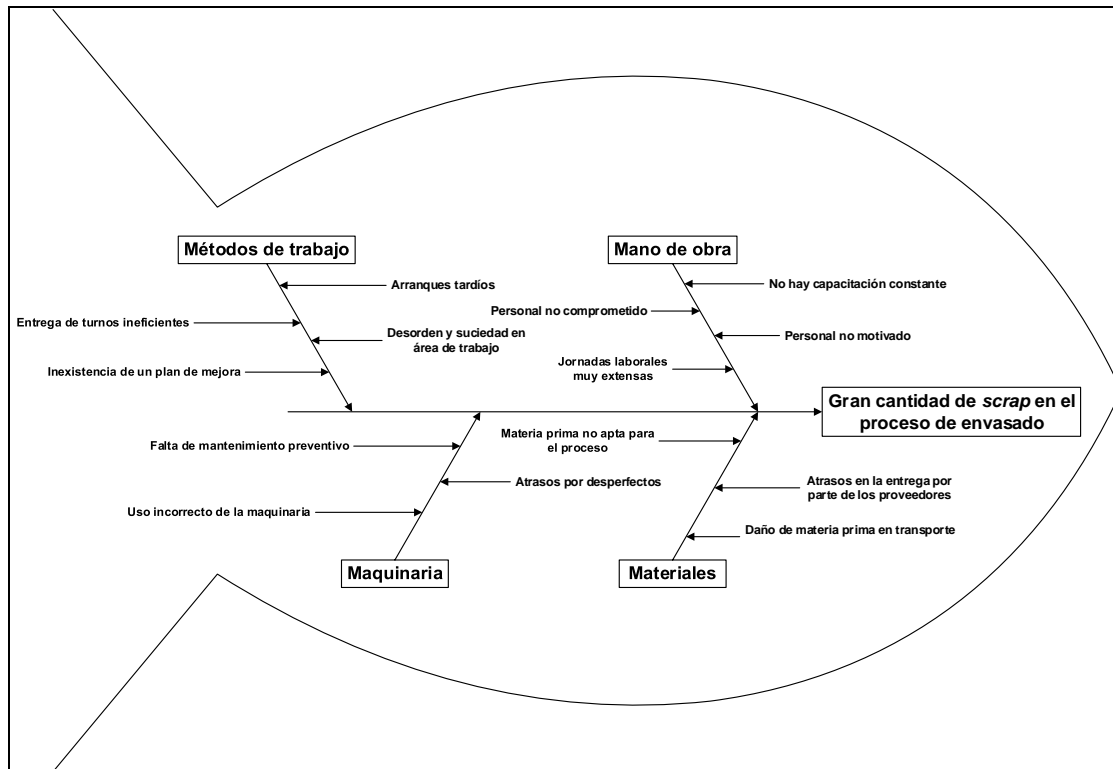 Métodos de trabajo
Arranques tardíos
Entrega de turnos ineficientes
Desorden y suciedad en
área de trabajo
Inexistencia de un plan de mejora
Mano de obra
No hay capacitación constante
Personal no comprometido
Personal no motivado
Jornadas laborales
muy extensas
Gran cantidad de scrap en el
proceso de envasado
Falta de mantenimiento preventivo
Atrasos por desperfectos
Uso incorrecto de la maquinaria
Maquinaria
Materia prima no apta para
el proceso
Atrasos en la entrega por
parte de los proveedores
Daño de materia prima en transporte
Materiales